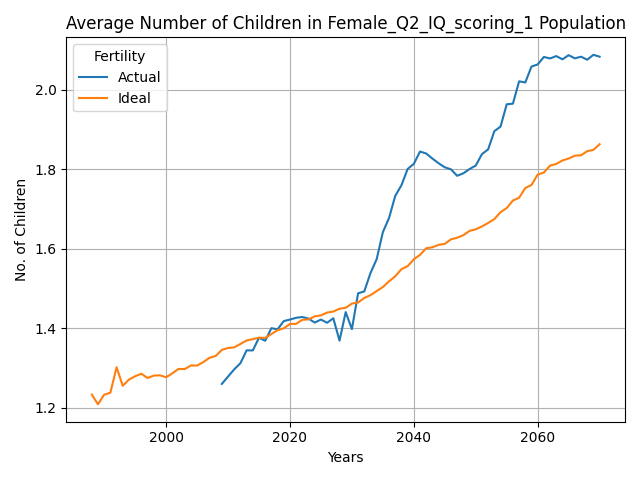 Average Number of Children in Female_Q2_IQ_scoring_1 Population
Fertility
Actual
Ideal
No. of Children
2.0
1.8
1.6
1.4
1.2
2000
2020
2040
2060
Years